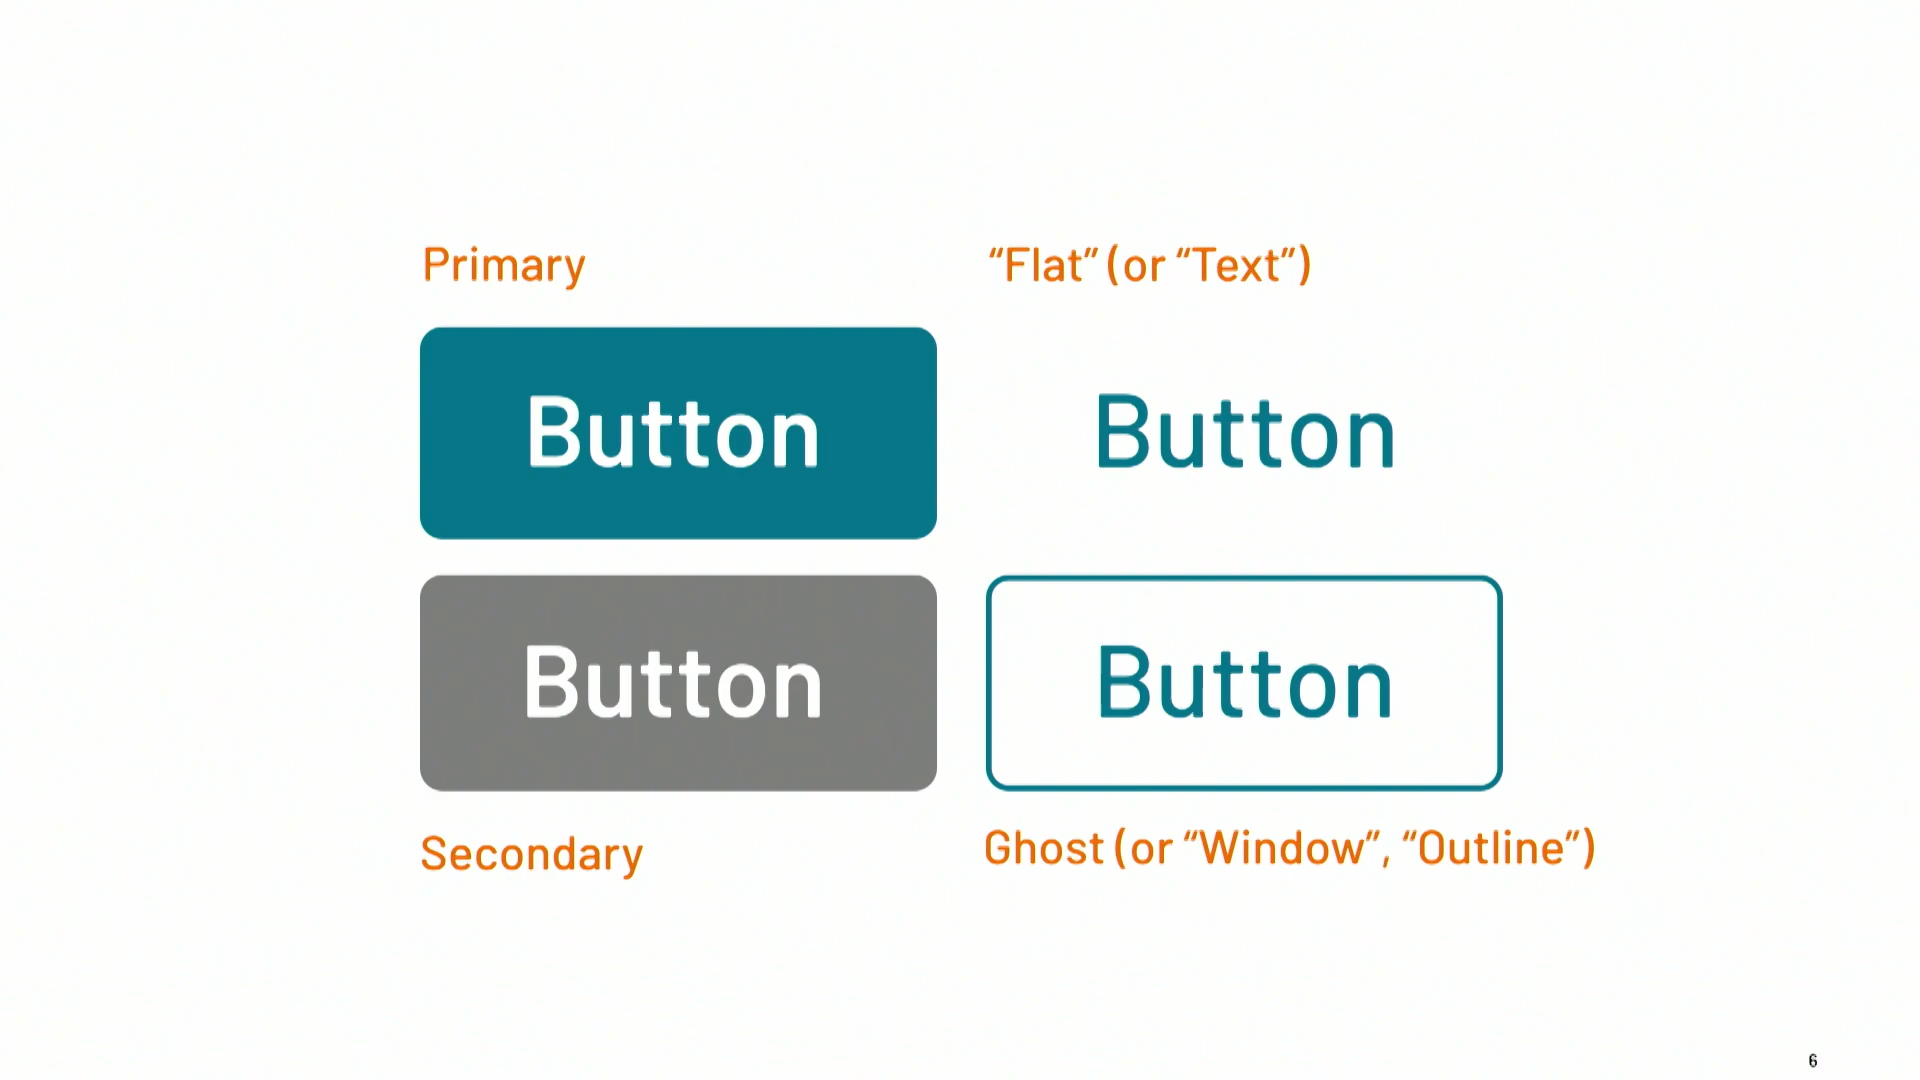 Primary
“Flat” (or “Text”)
Button
Button
Button
Button
Secondary
Ghost (or “Window”, “Outline”)
6